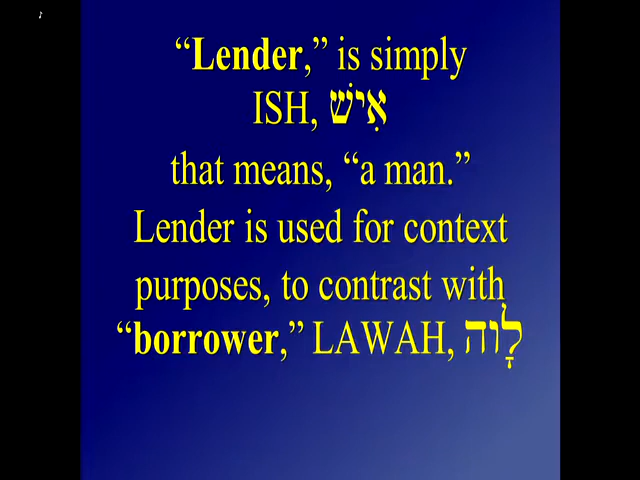 “Lender,” is simply
ISH, אִישׁ
that means, “a man.”
Lender is used for context
purposes, to contrast with
“borrower,” LAWAH, לָוה